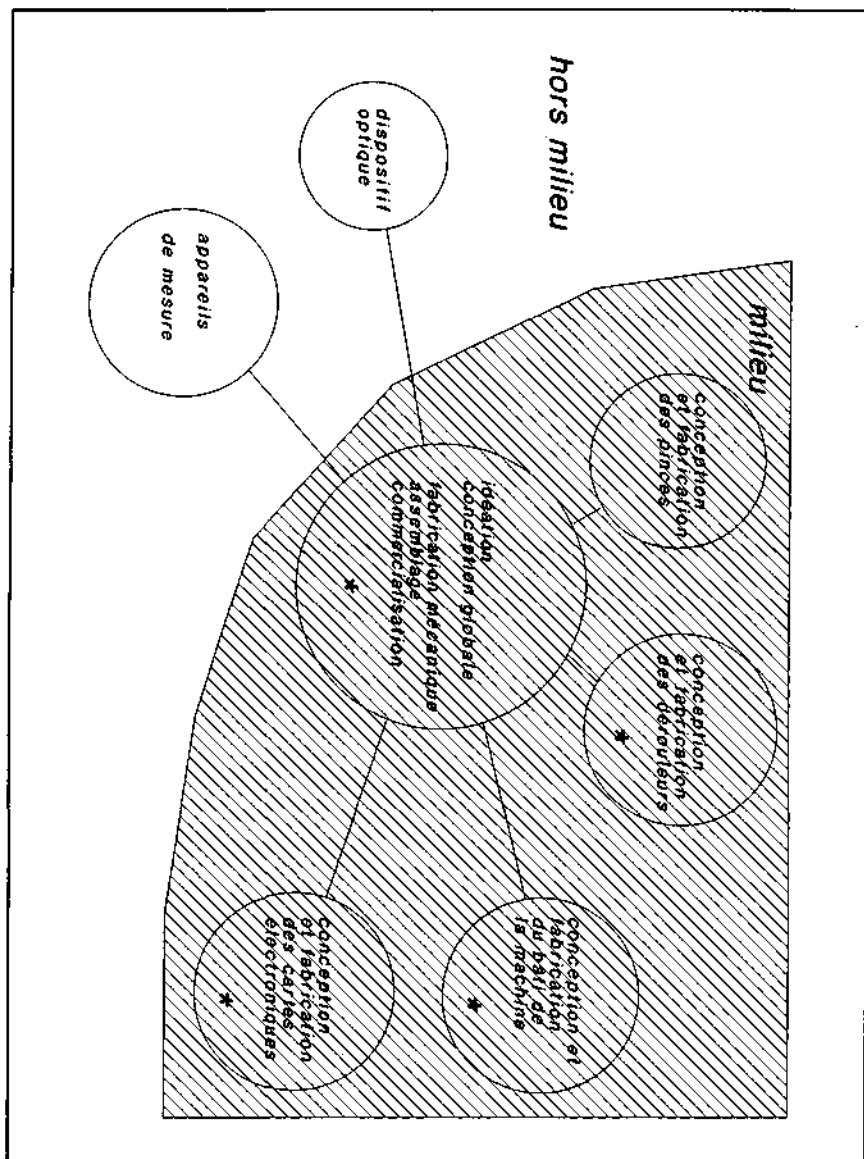 hors milieu
milieu
dispositif
optique
appareils
de mesure
conception
et fabrication
des pinces
idéation
conception globale
fabrication mécanique
assemblage
commercialisation
*
conception
et fabrication
des dérouteurs
*
conception et
fabrication
du bâti de
la machine
*
conception
et fabrication
des cartes
électroniques
*